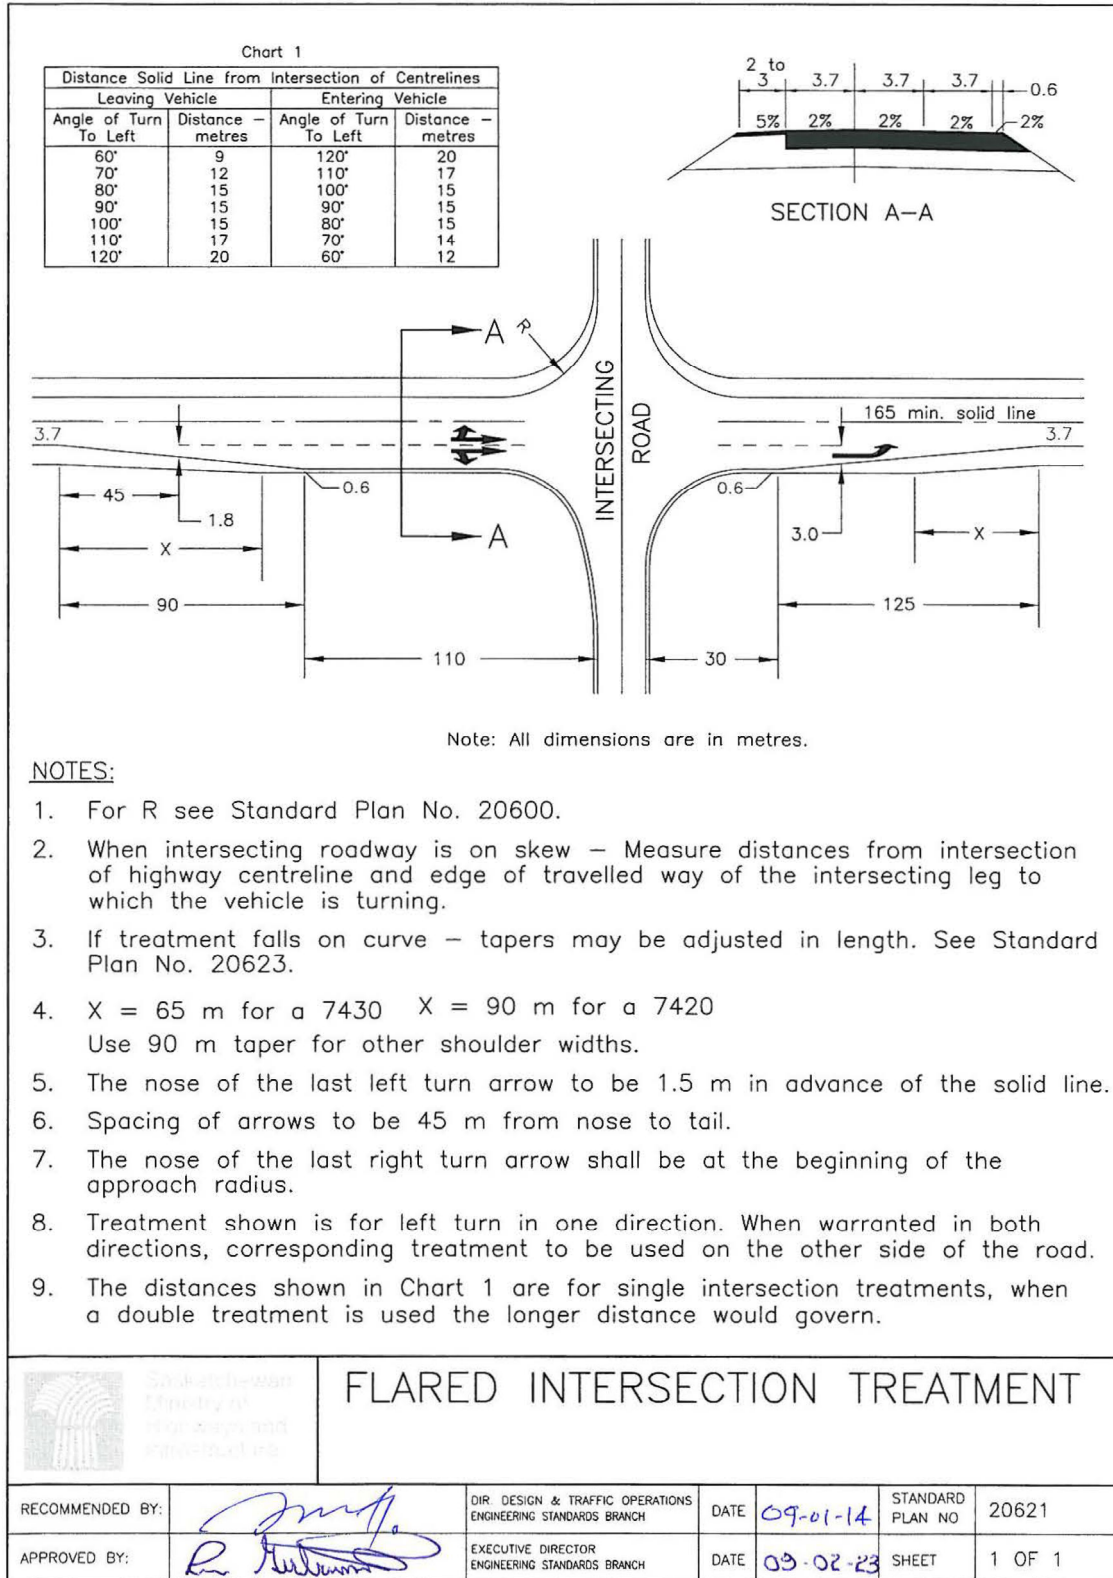 Chart 1
Distance Solid Line from Intersection of Centrelines
Leaving Vehicle Entering Vehicle
Angle of Turn To Left Distance – metres Angle of Turn To Left Distance – metres
60° 9 120° 20
70° 12 110° 17
80° 15 100° 15
90° 15 90° 15
100° 15 80° 15
110° 17 70° 14
120° 20 60° 12
2 to
3 3.7 3.7 3.7 0.6
5% 2% 2% 2% 2%
SECTION A–A
A R
INTERSECTING
ROAD
165 min. solid line
3.7 3.7
45 0.6 0.6
1.8 A 3.0
X X
90 125
110 30
Note: All dimensions are in metres.
NOTES:
1. For R see Standard Plan No. 20600.
2. When intersecting roadway is on skew – Measure distances from intersection
of highway centreline and edge of travelled way of the intersecting leg to
which the vehicle is turning.
3. If treatment falls on curve – tapers may be adjusted in length. See Standard
Plan No. 20623.
4. X = 65 m for a 7430 X = 90 m for a 7420
Use 90 m taper for other shoulder widths.
5. The nose of the last left turn arrow to be 1.5 m in advance of the solid line.
6. Spacing of arrows to be 45 m from nose to tail.
7. The nose of the last right turn arrow shall be at the beginning of the
approach radius.
8. Treatment shown is for left turn in one direction. When warranted in both
directions, corresponding treatment to be used on the other side of the road.
9. The distances shown in Chart 1 are for single intersection treatments, when
a double treatment is used the longer distance would govern.
Saskatchewan
Ministry of
Highways and
Infrastructure
FLARED INTERSECTION TREATMENT
RECOMMENDED BY:
DIR. DESIGN & TRAFFIC OPERATIONS
ENGINEERING STANDARDS BRANCH
DATE 09-01-14
STANDARD
PLAN NO 20621
APPROVED BY:
EXECUTIVE DIRECTOR
ENGINEERING STANDARDS BRANCH
DATE 09-02-23
SHEET 1 OF 1